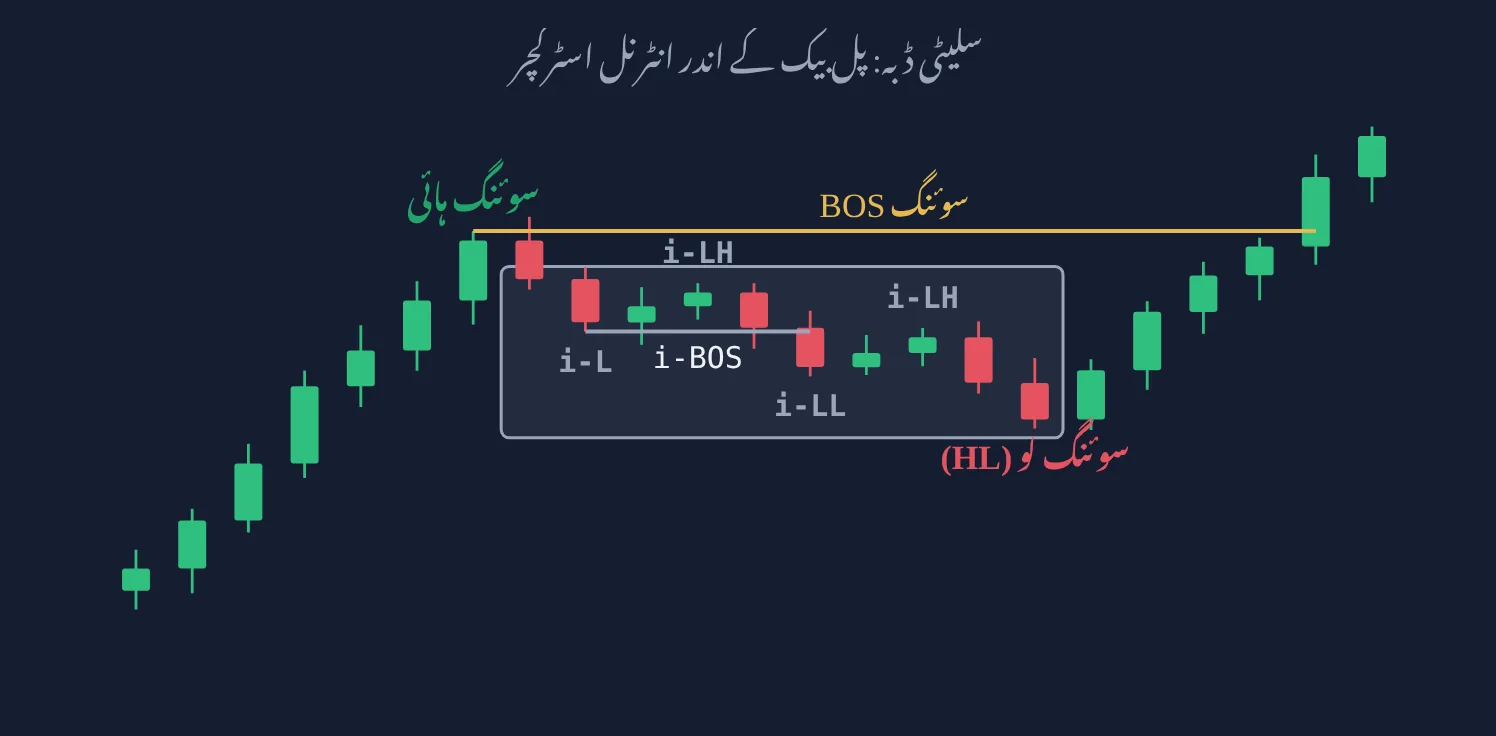 سلیٹی ڈبہ: پل بیک کے اندر انٹرنل اسٹرکچر
سوئنگ ہائی
سوئنگ BOS
i-LH
i-LH
i-L
i-BOS
i-LL
سوئنگ لو (HL)